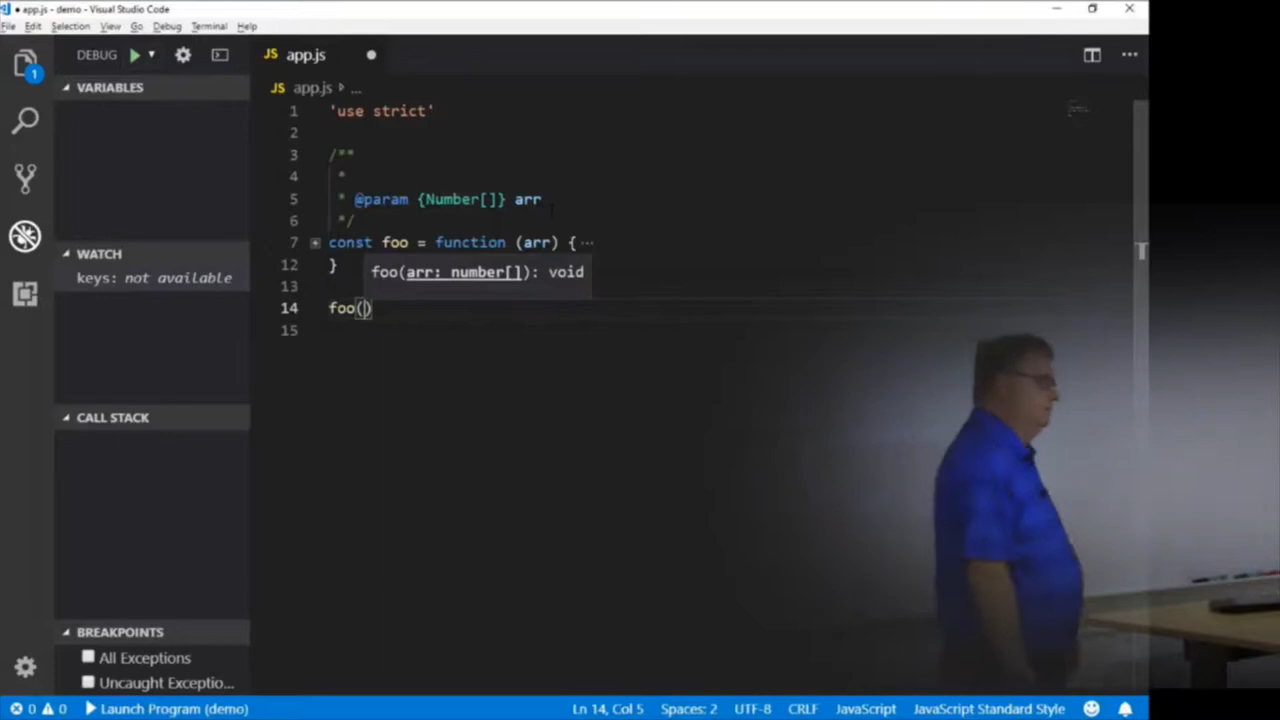 app.js - demo - Visual Studio Code
File Edit Selection View Go Debug Terminal Help
DEBUG
JS app.js
1
VARIABLES
JS app.js ...
1 'use strict'
2
3 /**
4 *
5 * @param {Number[]} arr
6 */
7 const foo = function (arr) { ...
12 }
foo(arr: number[]): void
13
14 foo()
15
WATCH
keys: not available
CALL STACK
BREAKPOINTS
All Exceptions
Uncaught Exceptio...
0 0 Launch Program (demo) Ln 14, Col 5 Spaces: 2 UTF-8 CRLF JavaScript JavaScript Standard Style